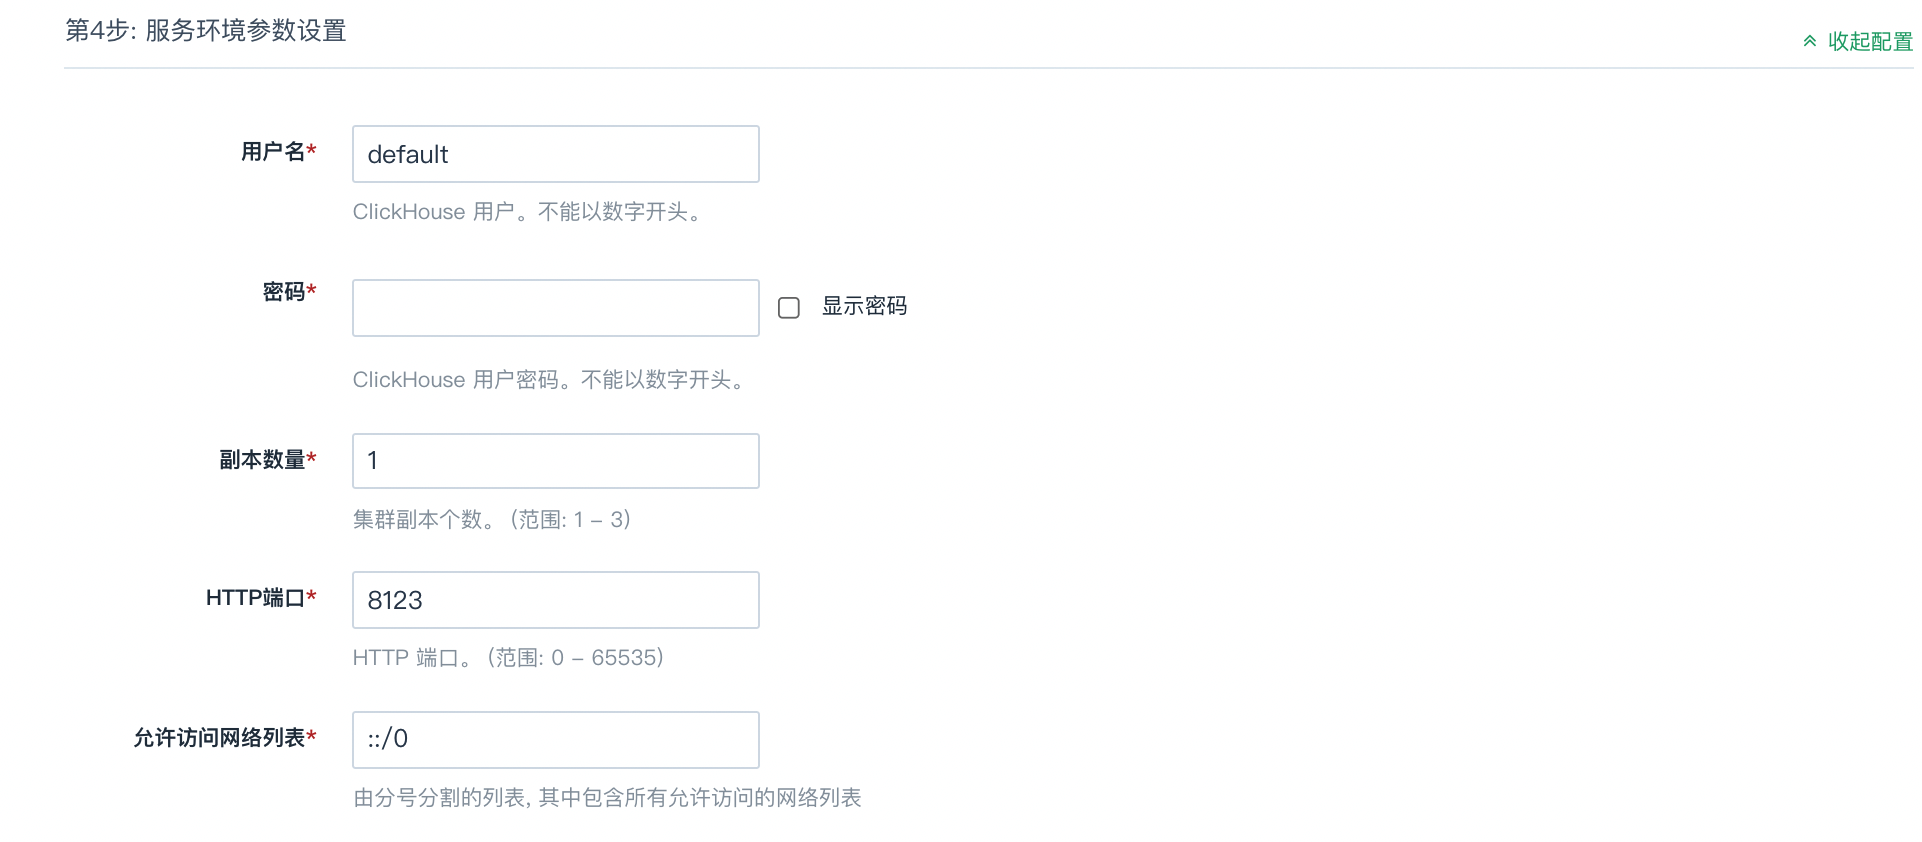 第4步: 服务环境参数设置
收起配置
用户名*
default
ClickHouse 用户。不能以数字开头。
密码*
显示密码
ClickHouse 用户密码。不能以数字开头。
副本数量*
1
集群副本个数。 (范围: 1 – 3)
HTTP端口*
8123
HTTP 端口。 (范围: 0 – 65535)
允许访问网络列表*
::/0
由分号分割的列表, 其中包含所有允许访问的网络列表